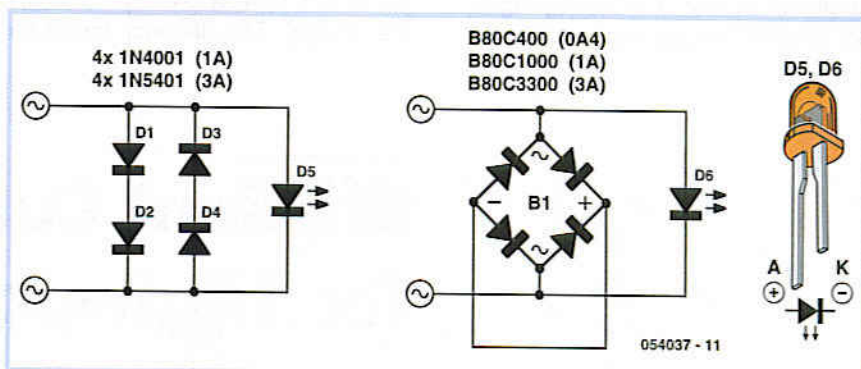 4x 1N4001 (1A)
4x 1N5401 (3A)
D1
D3
D2
D4
D5
B80C400 (0A4)
B80C1000 (1A)
B80C3300 (3A)
~
B1
- +
~
D6
D5, D6
A K
+ -
054037 - 11